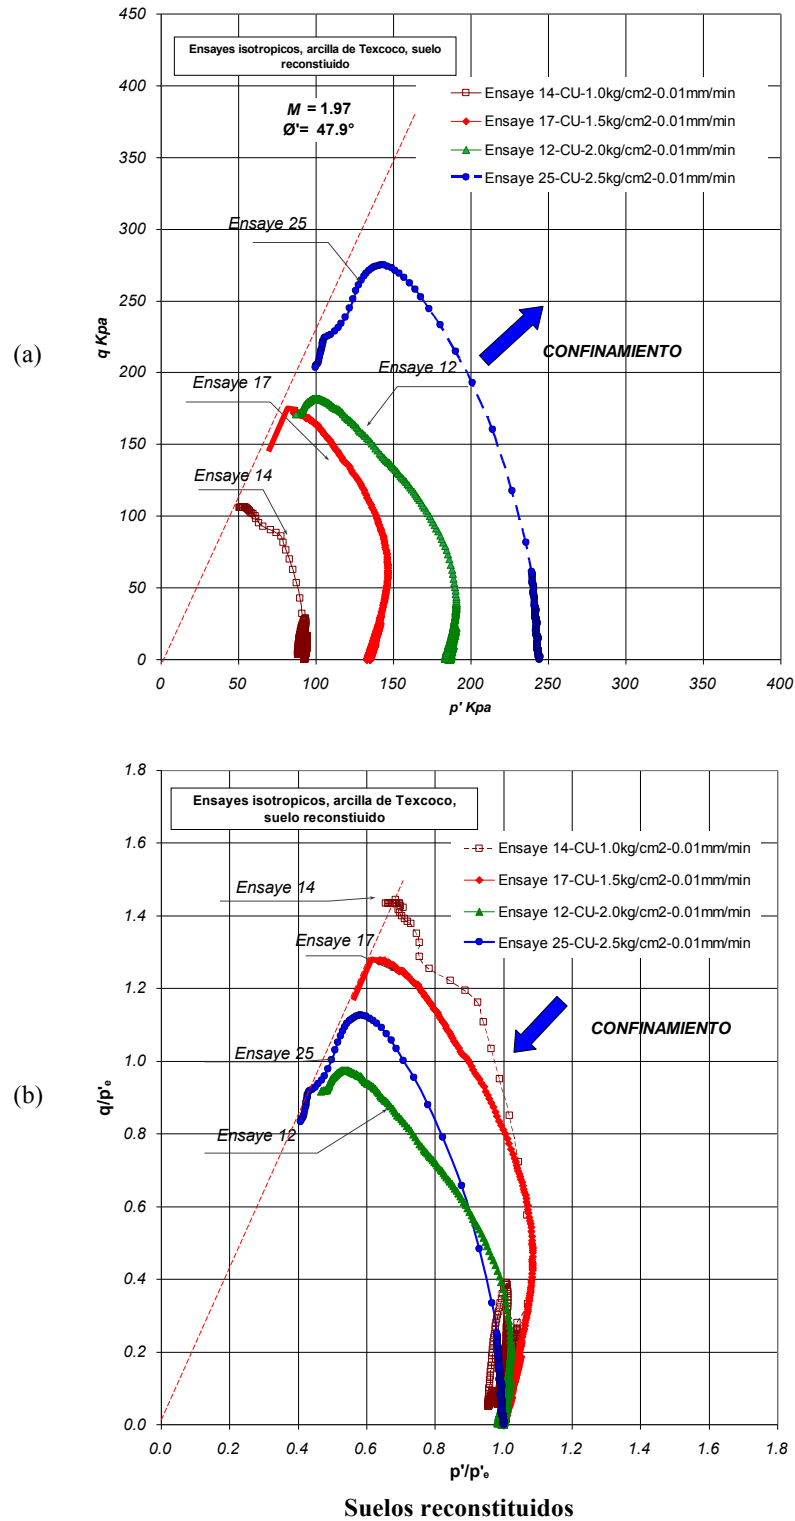 450
400
350
300
250
200
150
100
50
0
q Kpa
Ensayes isotropicos, arcilla de Texcoco, suelo
reconstiuido
M = 1.97
Ø'= 47.9°
Ensaye 14-CU-1.0kg/cm2-0.01mm/min
Ensaye 17-CU-1.5kg/cm2-0.01mm/min
Ensaye 12-CU-2.0kg/cm2-0.01mm/min
Ensaye 25-CU-2.5kg/cm2-0.01mm/min
Ensaye 25
CONFINAMIENTO
Ensaye 12
Ensaye 17
Ensaye 14
(a)
0 50 100 150 200 250 300 350 400
p' Kpa
1.8
1.6
1.4
1.2
1.0
0.8
0.6
0.4
0.2
0.0
q/p'e
Ensayes isotropicos, arcilla de Texcoco,
suelo reconstiuido
Ensaye 14-CU-1.0kg/cm2-0.01mm/min
Ensaye 17-CU-1.5kg/cm2-0.01mm/min
Ensaye 12-CU-2.0kg/cm2-0.01mm/min
Ensaye 25-CU-2.5kg/cm2-0.01mm/min
Ensaye 14
Ensaye 17
CONFINAMIENTO
Ensaye 25
Ensaye 12
(b)
0.0 0.2 0.4 0.6 0.8 1.0 1.2 1.4 1.6 1.8
p'/p'e
Suelos reconstituidos